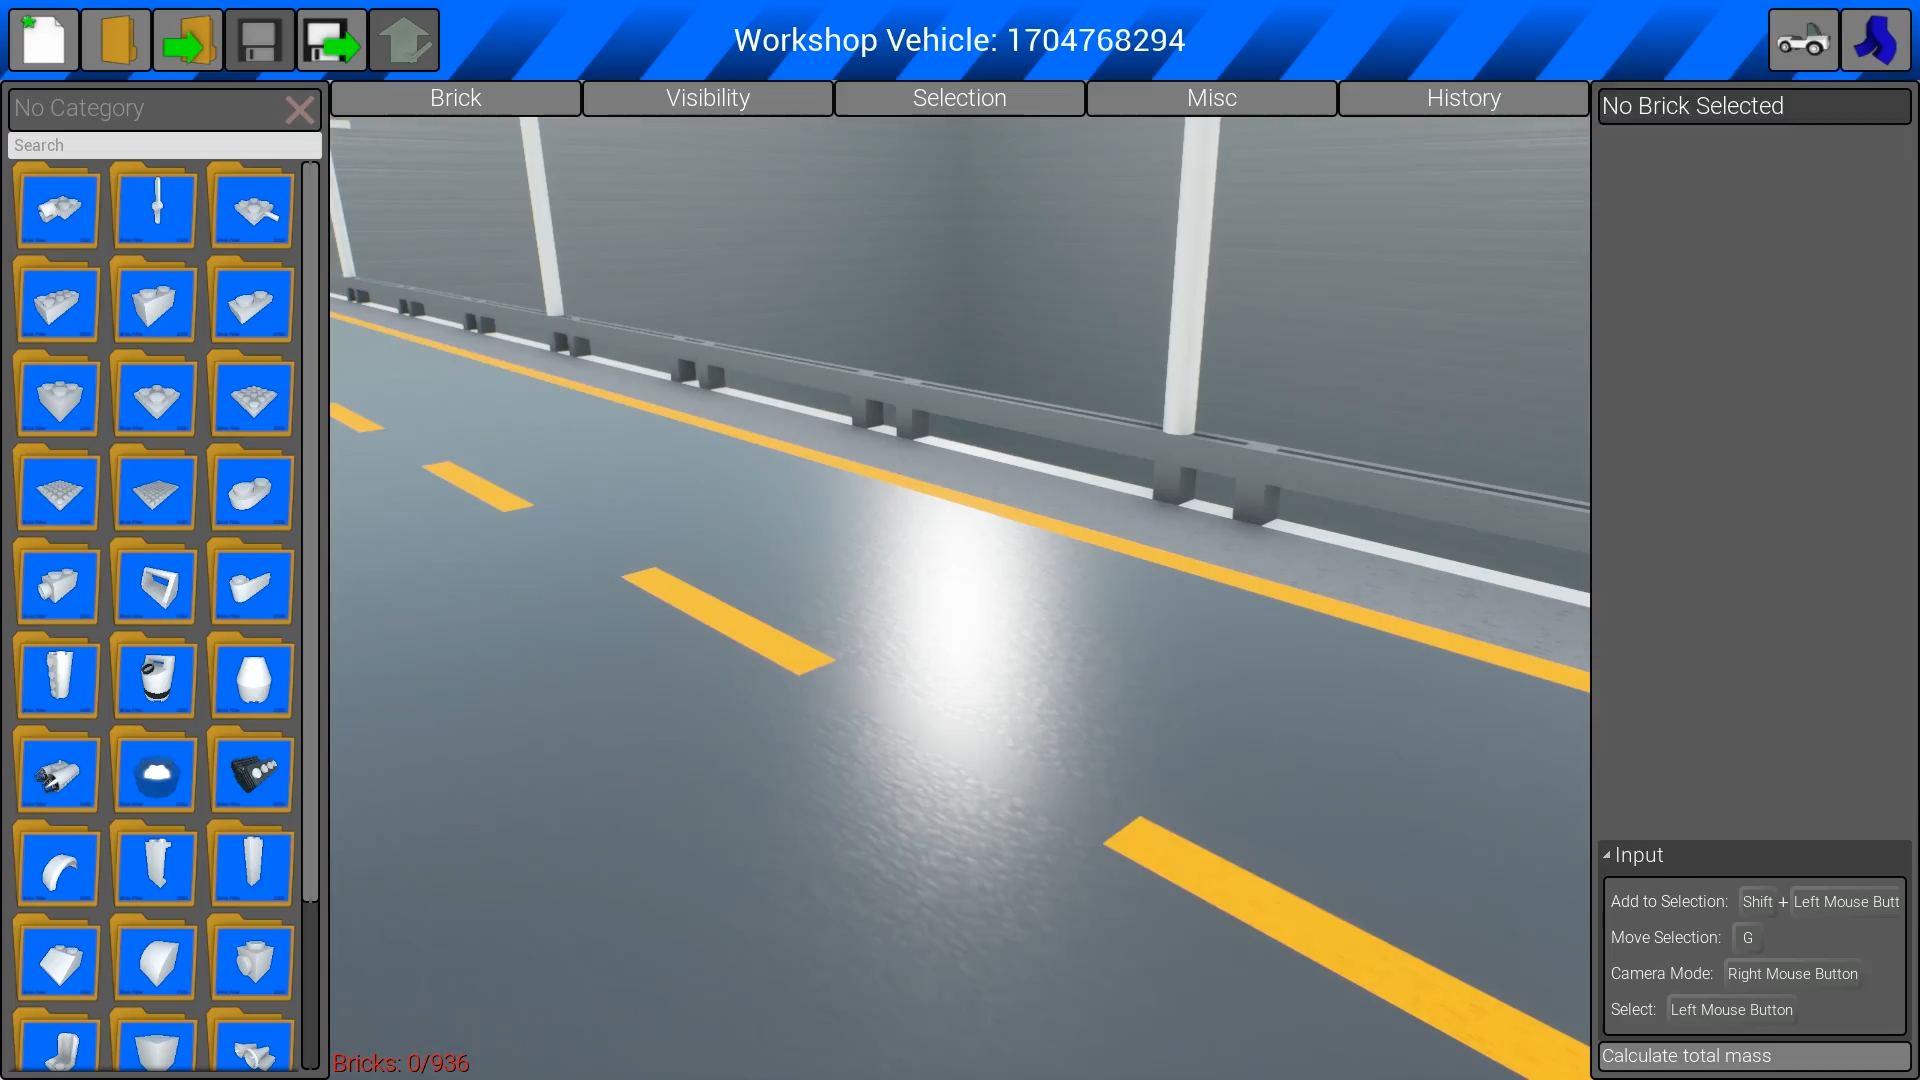 Workshop Vehicle: 1704768294
No Category
Search
Brick
Visibility
Selection
Misc
History
No Brick Selected
Bricks: 0/936
Input
Add to Selection: Shift + Left Mouse Butt
Move Selection: G
Camera Mode: Right Mouse Button
Select: Left Mouse Button
Calculate total mass